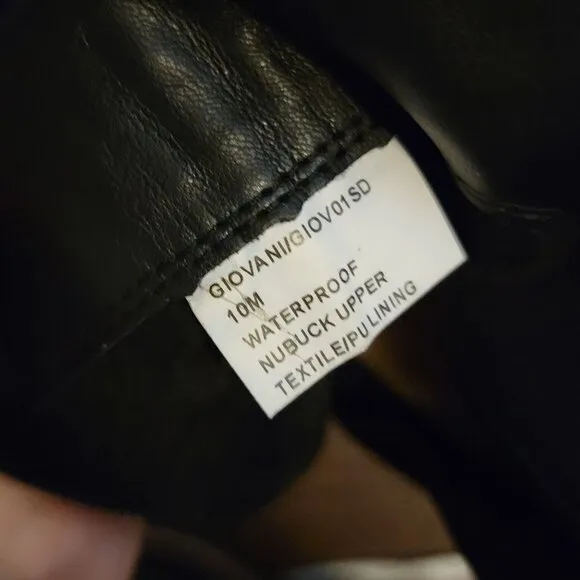 GIOVANI/GIOV01SD
10M
WATERPROOF
NUBUCK UPPER
TEXTILE/PU LINING